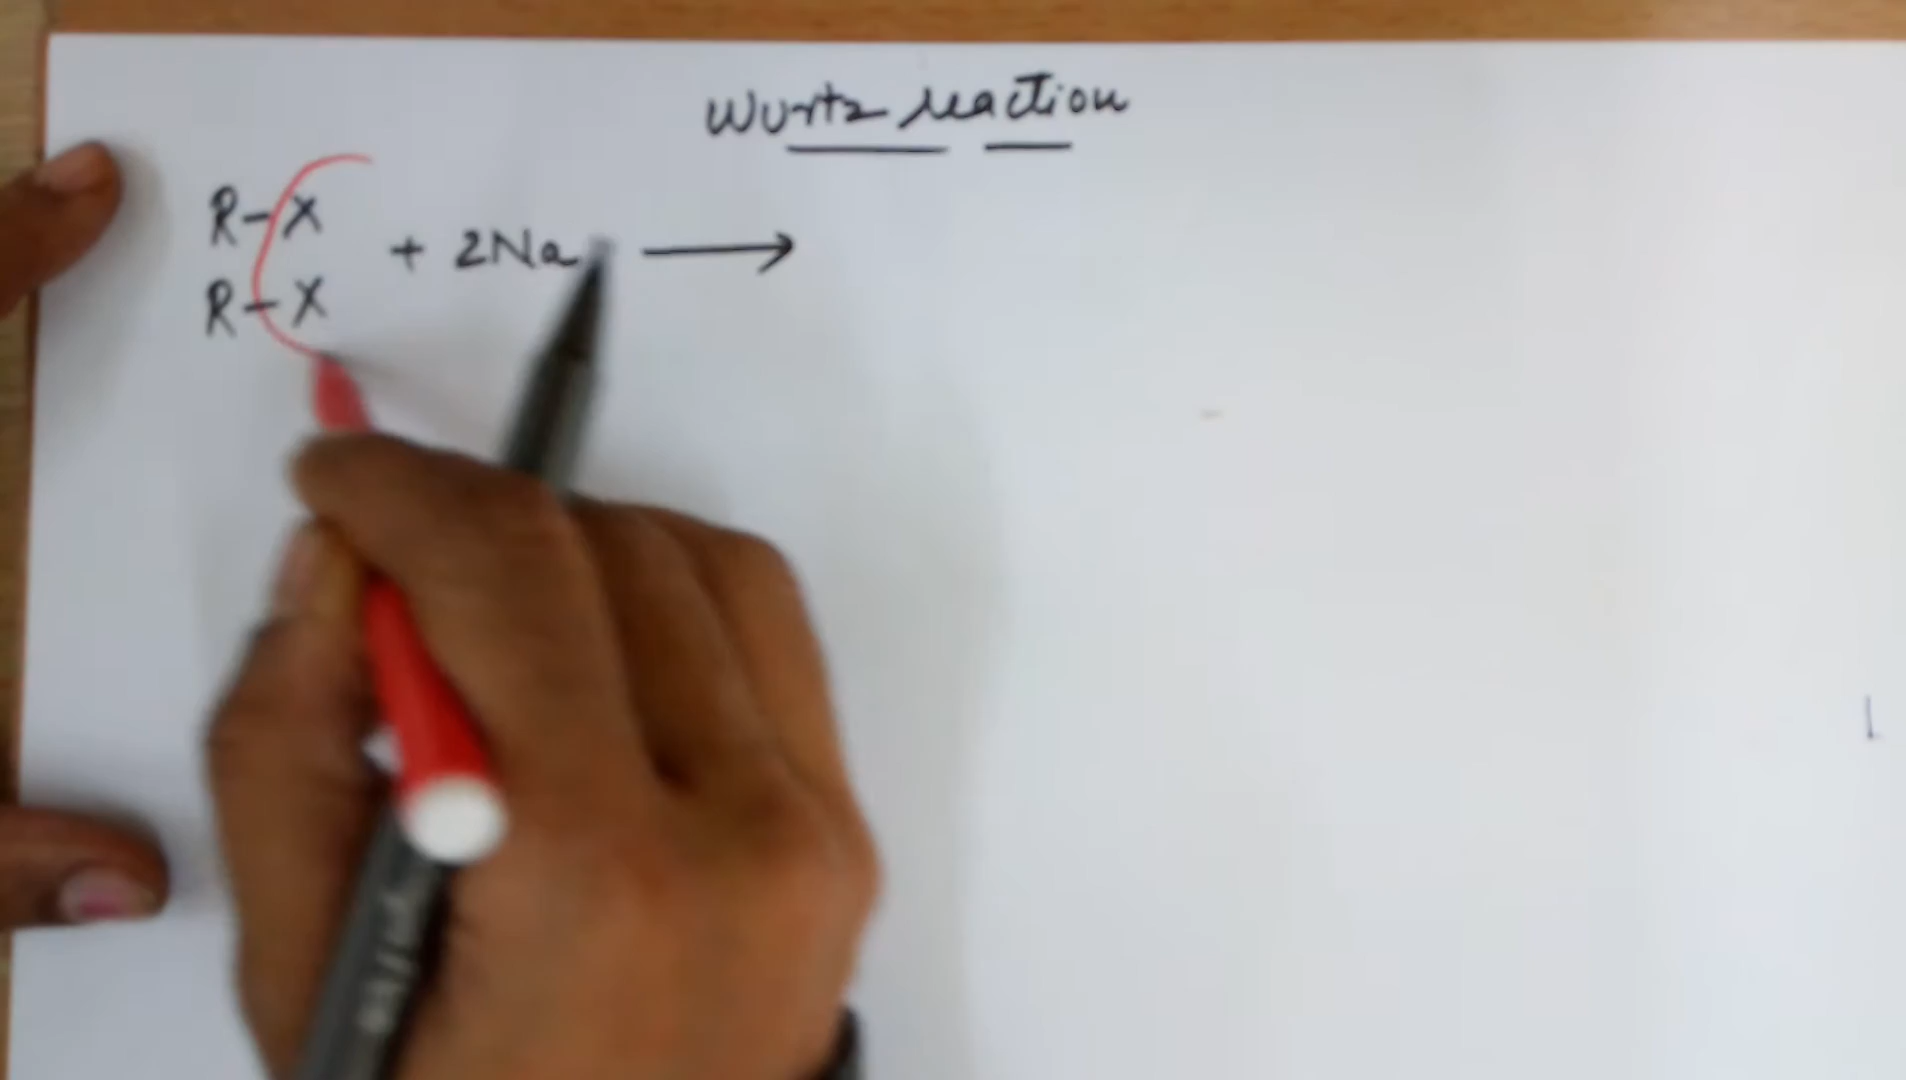 Wurtz reaction
R-X
+ 2Na ⟶
R-X